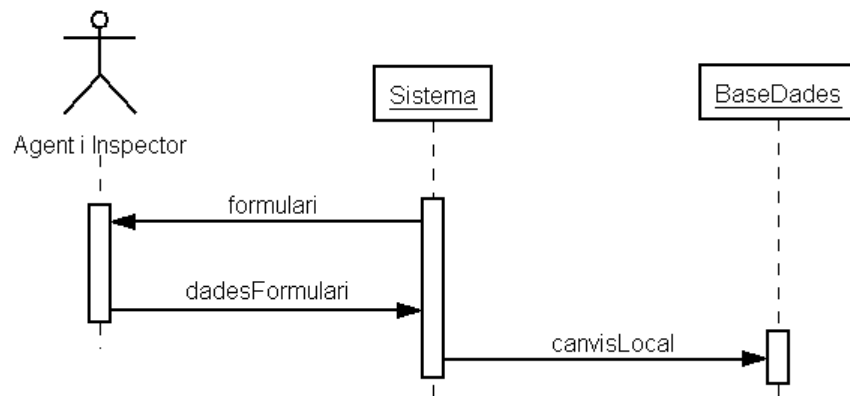 Sistema
BaseDades
Agent i Inspector
formulari
dadesFormulari
canvisLocal